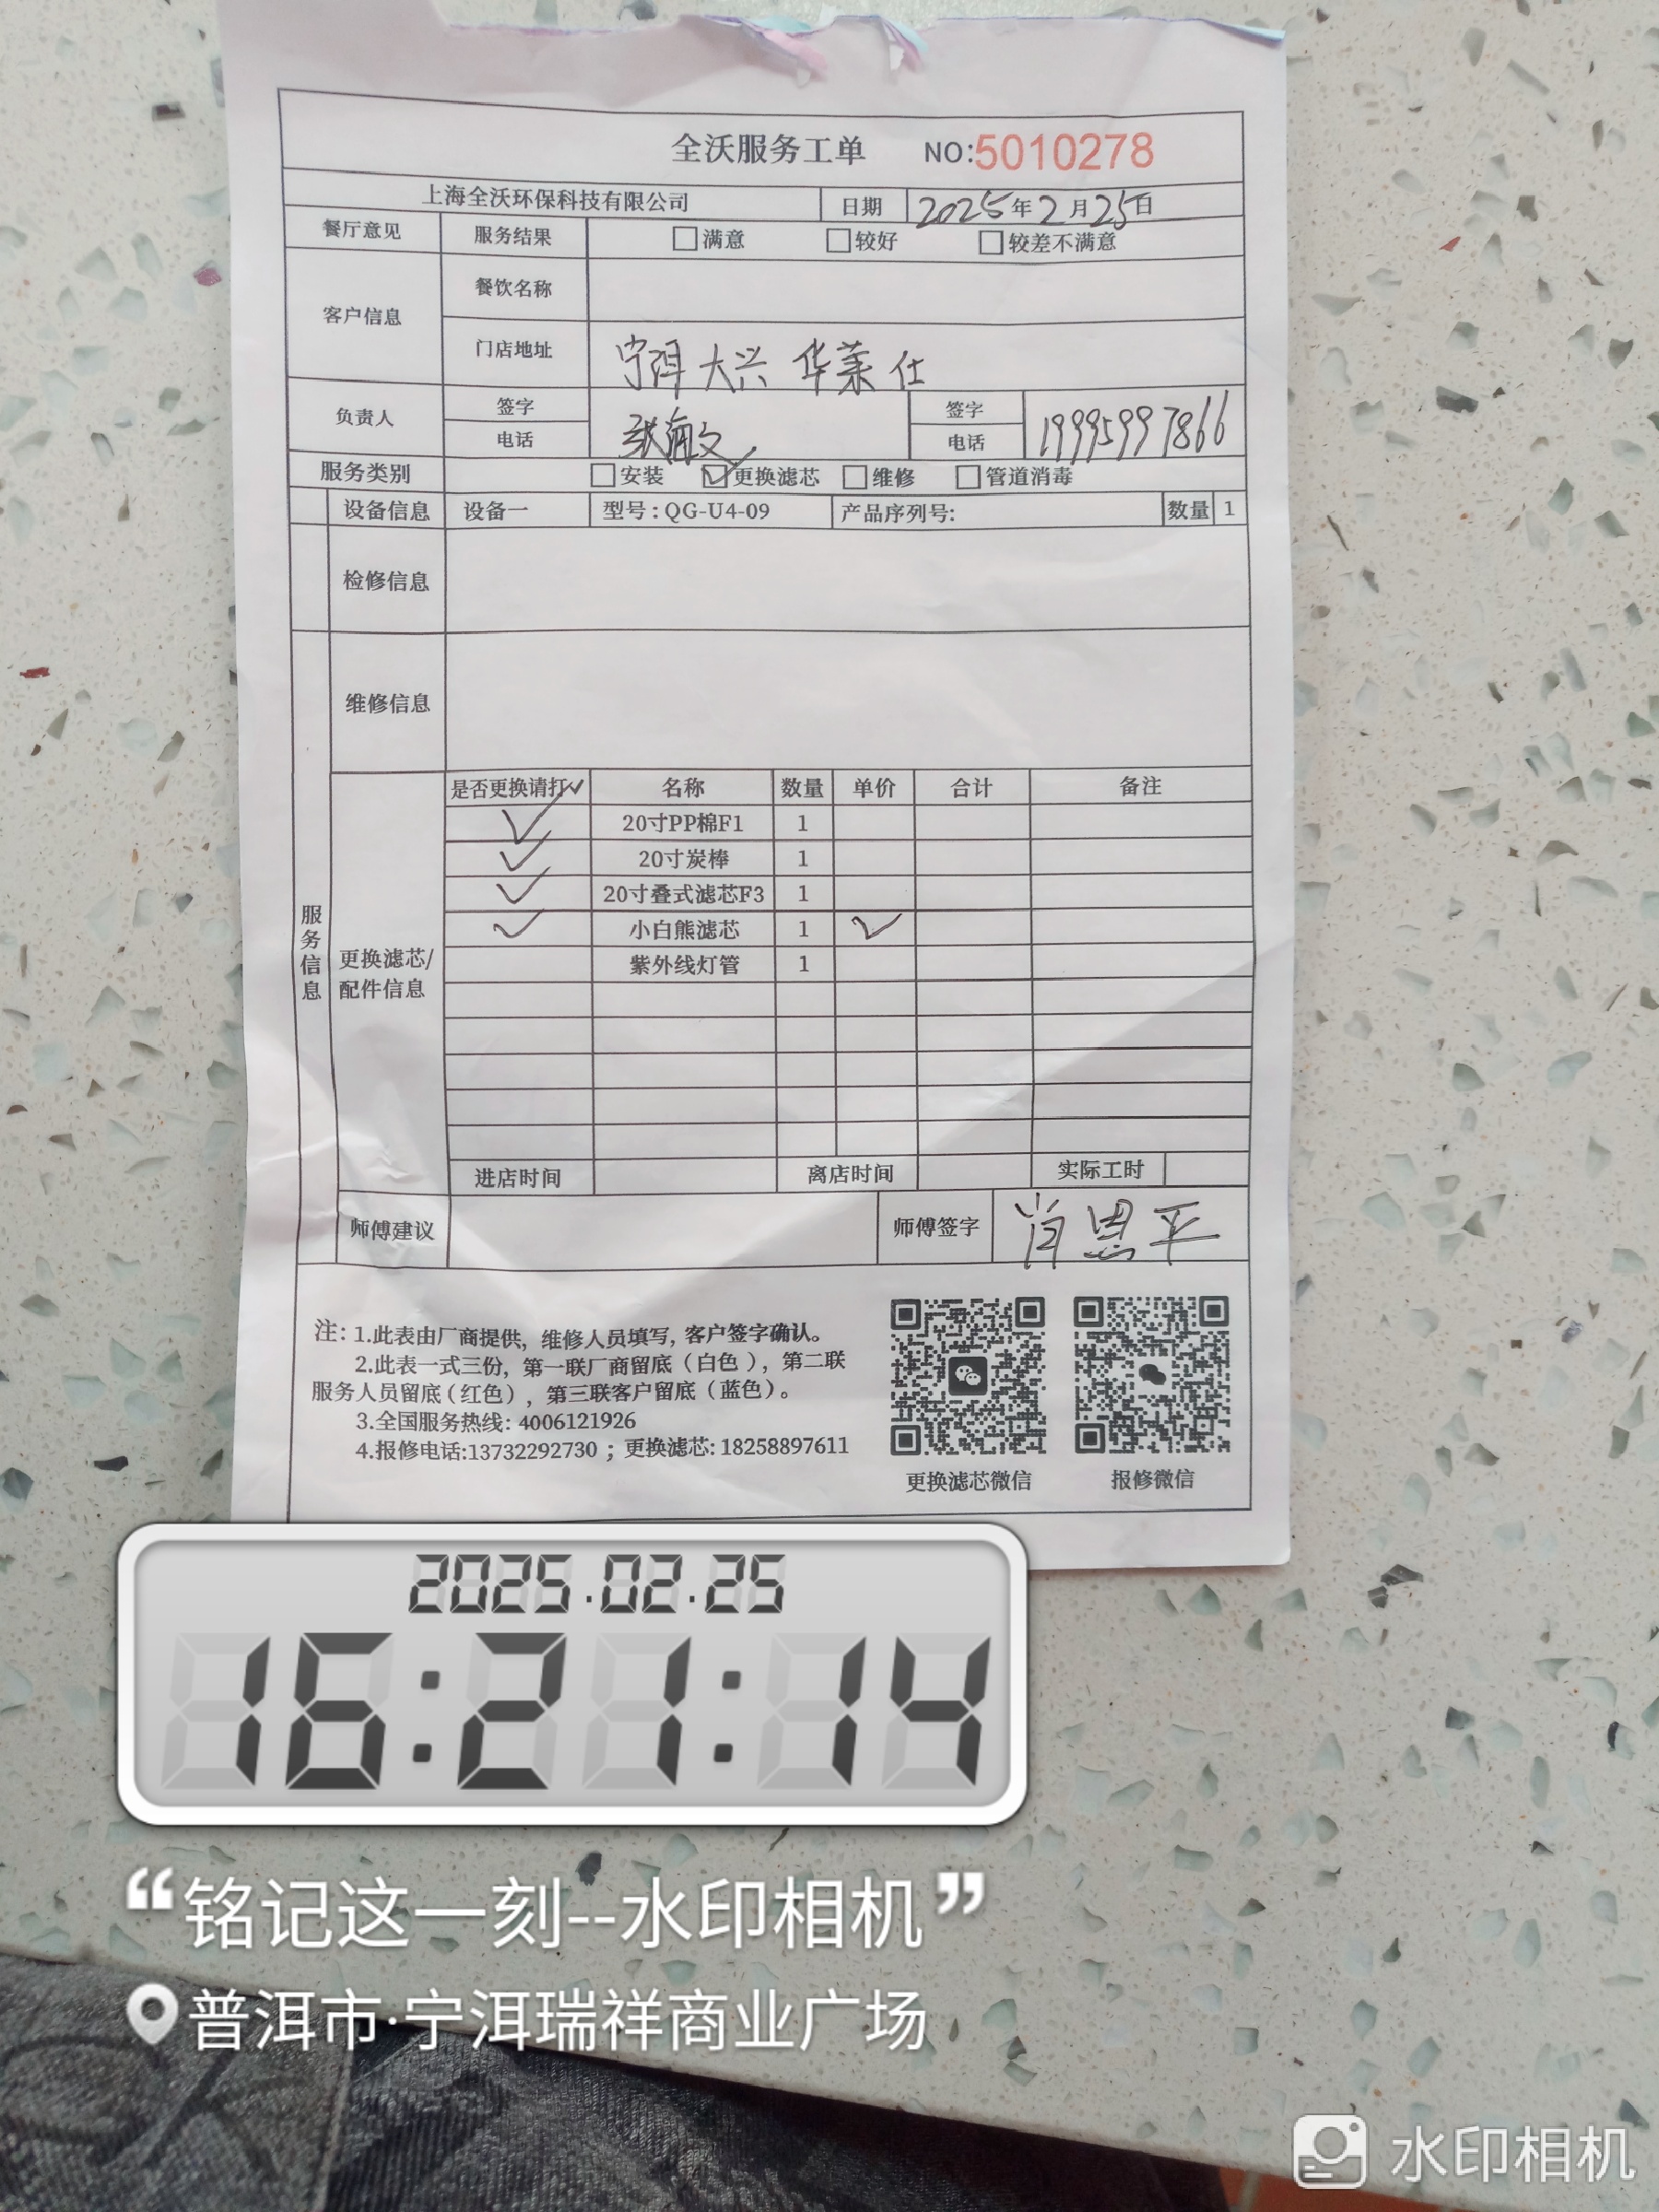 全沃服务工单 NO:5010278
上海全沃环保科技有限公司 日期 2025年2月25日
餐厅意见 服务结果 □满意 □较好 □较差不满意
客户信息 餐饮名称
门店地址 宁洱大兴华莱仕
负责人 签字 电话 张海文 签字 电话 19995997866
服务类别 □安装 ☑更换滤芯 □维修 □管道消毒
设备信息 设备一 型号:QG-U4-09 产品序列号: 数量 1
检修信息
维修信息
服务信息
更换滤芯/
配件信息
是否更换请打✓ 名称 数量 单价 合计 备注
✓ 20寸PP棉F1 1
✓ 20寸炭棒 1
✓ 20寸叠式滤芯F3 1
✓ 小白熊滤芯 1 ✓
紫外线灯管 1
进店时间 离店时间 实际工时
师傅建议 师傅签字 肖恩平
注: 1.此表由厂商提供, 维修人员填写, 客户签字确认。
2.此表一式三份, 第一联厂商留底(白色), 第二联
服务人员留底(红色), 第三联客户留底(蓝色)。
3.全国服务热线: 4006121926
4.报修电话:13732292730 ; 更换滤芯: 18258897611
更换滤芯微信 报修微信
2025.02.25
16:21:14
“铭记这一刻--水印相机”
普洱市·宁洱瑞祥商业广场
水印相机